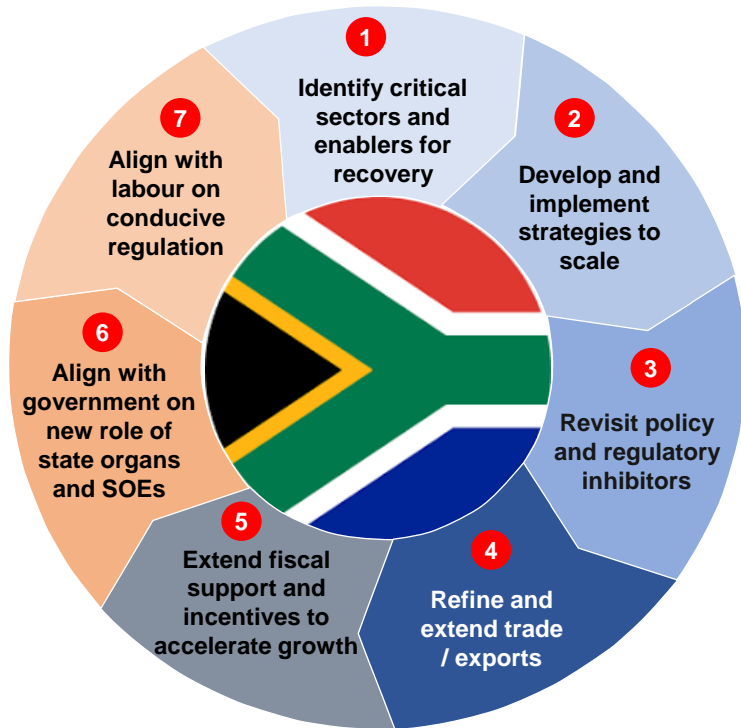 1
Identify critical
sectors and
enablers for
recovery
2
Develop and
implement
strategies to
scale
3
Revisit policy
and regulatory
inhibitors
4
Refine and
extend trade
/ exports
5
Extend fiscal
support and
incentives to
accelerate growth
6
Align with
government on
new role of
state organs
and SOEs
7
Align with
labour on
conducive
regulation